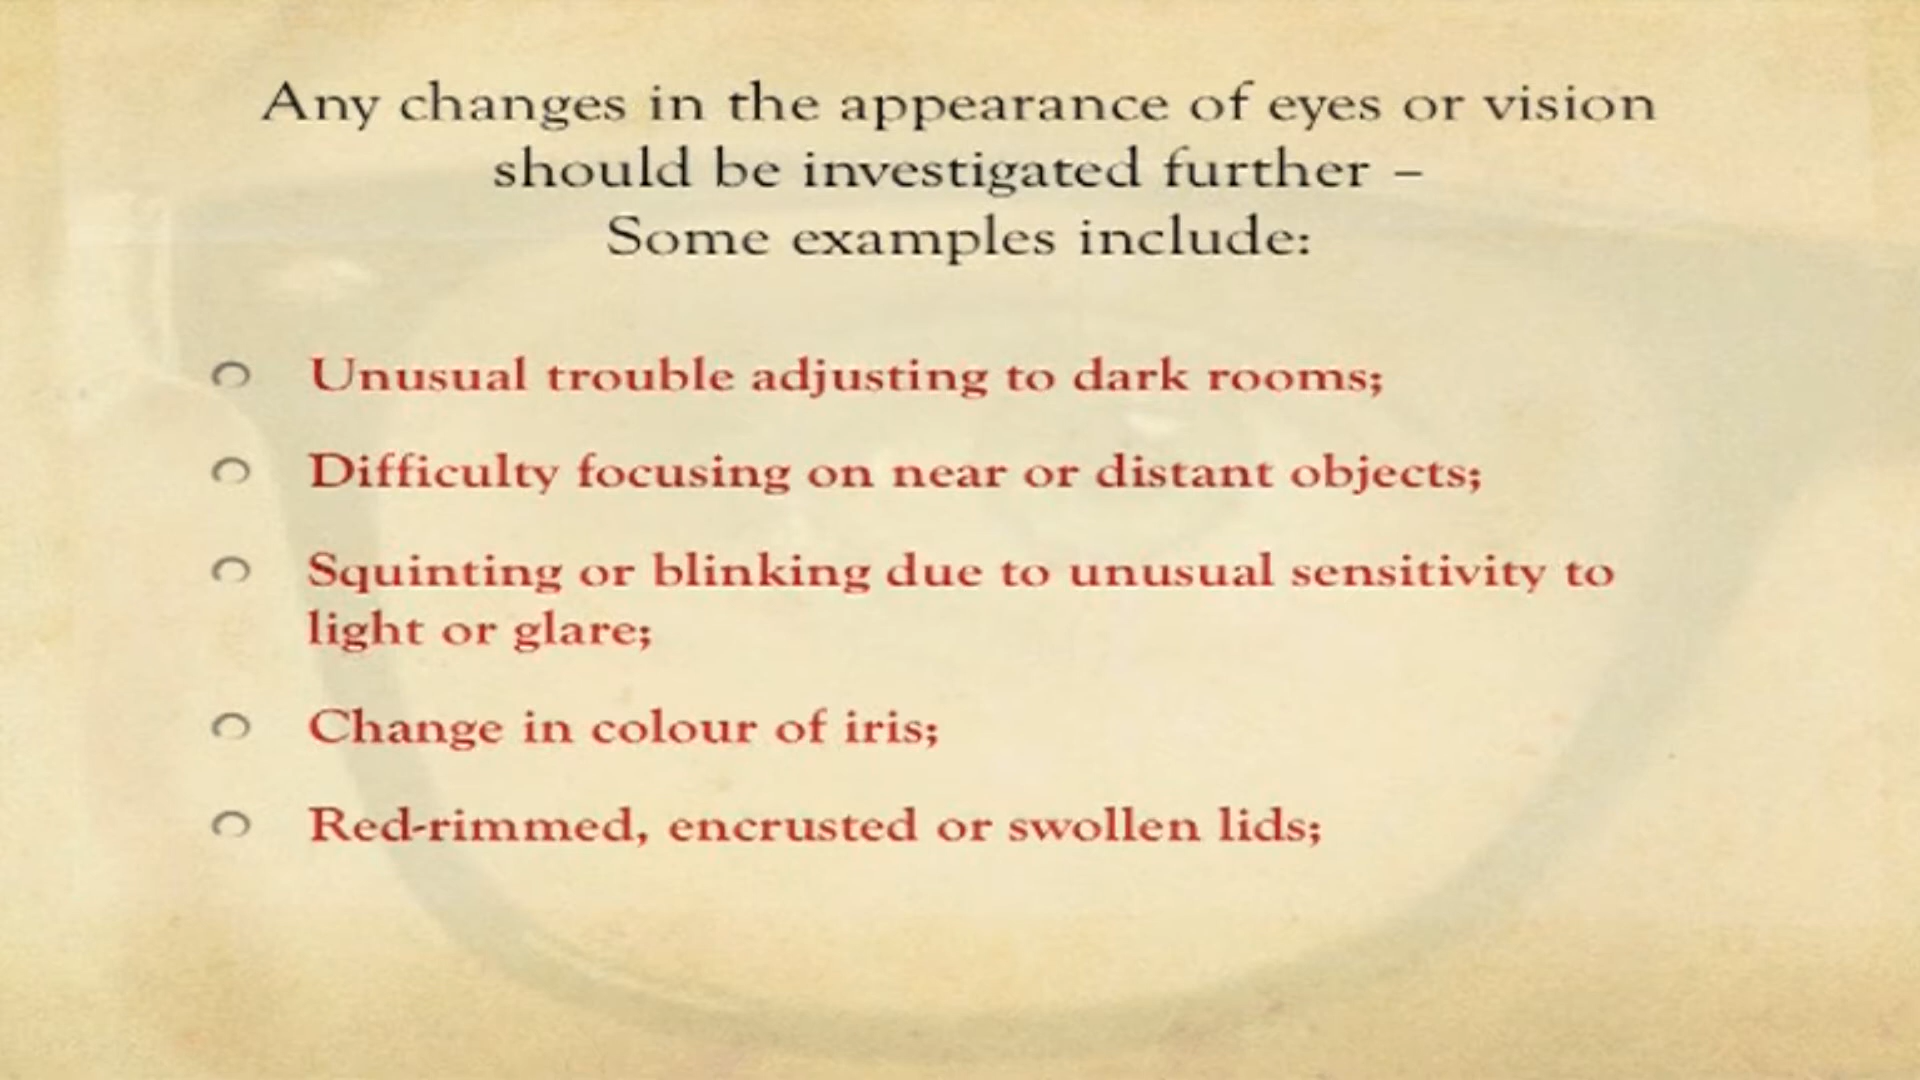 Any changes in the appearance of eyes or vision
should be investigated further –
Some examples include:
Unusual trouble adjusting to dark rooms;
Difficulty focusing on near or distant objects;
Squinting or blinking due to unusual sensitivity to
light or glare;
Change in colour of iris;
Red-rimmed, encrusted or swollen lids;